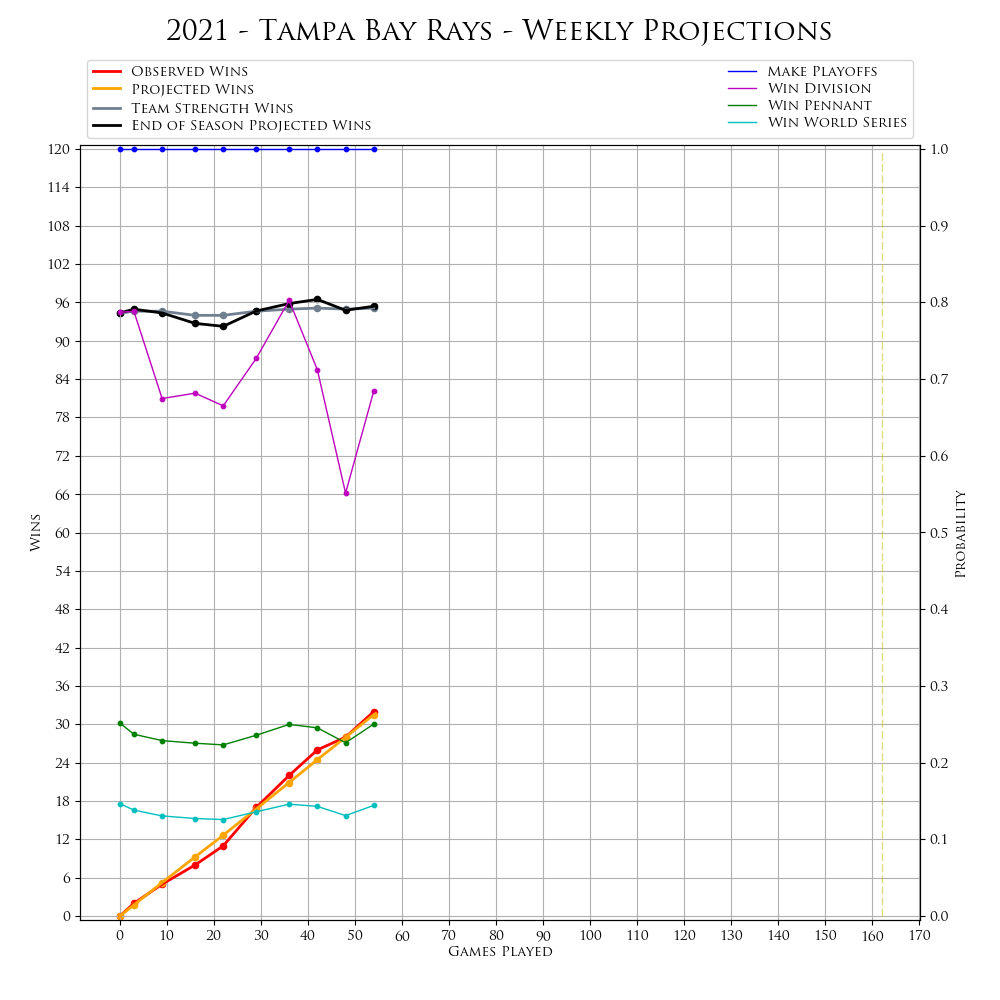 2021 - Tampa Bay Rays - Weekly Projections
Observed Wins
Projected Wins
Team Strength Wins
End of Season Projected Wins
Make Playoffs
Win Division
Win Pennant
Win World Series
120
114
108
102
96
90
84
78
72
66
60
54
48
42
36
30
24
18
12
6
0
Wins
1.0
0.9
0.8
0.7
0.6
0.5
0.4
0.3
0.2
0.1
0.0
Probability
0 10 20 30 40 50 60 70 80 90 100 110 120 130 140 150 160 170
Games Played